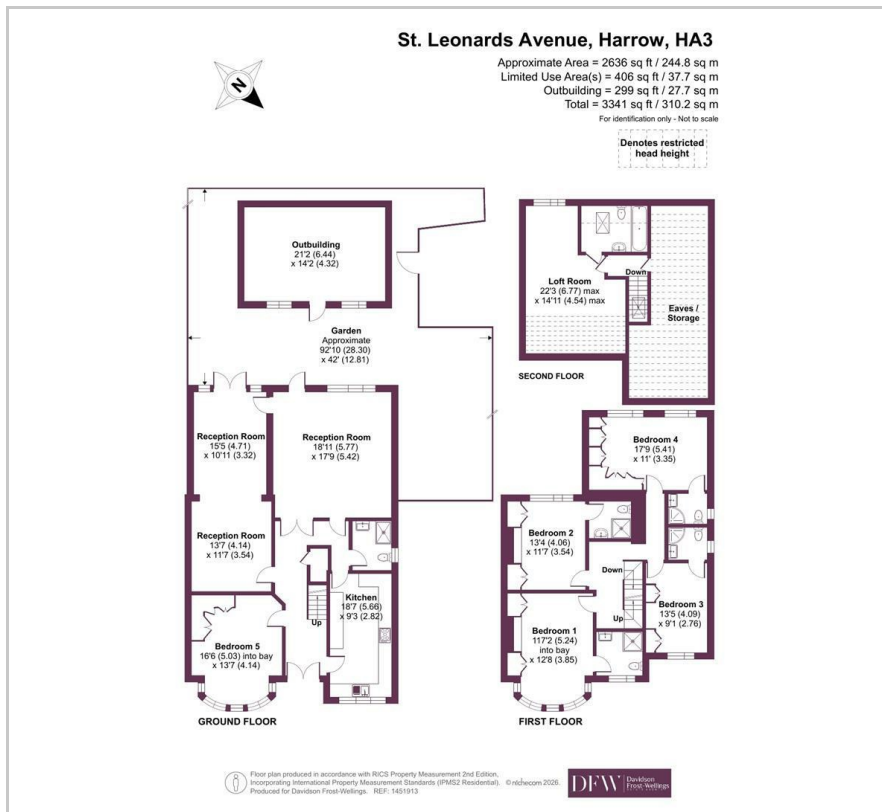 St. Leonards Avenue, Harrow, HA3
Approximate Area = 2636 sq ft / 244.8 sq m
Limited Use Area(s) = 406 sq ft / 37.7 sq m
Outbuilding = 299 sq ft / 27.7 sq m
Total = 3341 sq ft / 310.2 sq m
For identification only - Not to scale
Denotes restricted
head height
N
Outbuilding
21'2 (6.44)
x 14'2 (4.32)
Garden
Approximate
92'10 (28.30)
x 42' (12.81)
Reception Room
15'5 (4.71)
x 10'11 (3.32)
Reception Room
18'11 (5.77)
x 17'9 (5.42)
Reception Room
13'7 (4.14)
x 11'7 (3.54)
Kitchen
18'7 (5.66)
x 9'3 (2.82)
Up
Bedroom 5
16'6 (5.03) into bay
x 13'7 (4.14)
GROUND FLOOR
Loft Room
22'3 (6.77) max
x 14'11 (4.54) max
Down
Eaves /
Storage
SECOND FLOOR
Bedroom 4
17'9 (5.41)
x 11' (3.35)
Bedroom 2
13'4 (4.06)
x 11'7 (3.54)
Down
Up
Bedroom 3
13'5 (4.09)
x 9'1 (2.76)
Bedroom 1
117'2 (5.24)
into bay
x 12'8 (3.85)
FIRST FLOOR
Floor plan produced in accordance with RICS Property Measurement 2nd Edition,
Incorporating International Property Measurement Standards (IPMS2 Residential). © nichecom 2026.
Produced for Davidson Frost-Wellings. REF: 1451913
DFW Davidson
Frost-Wellings